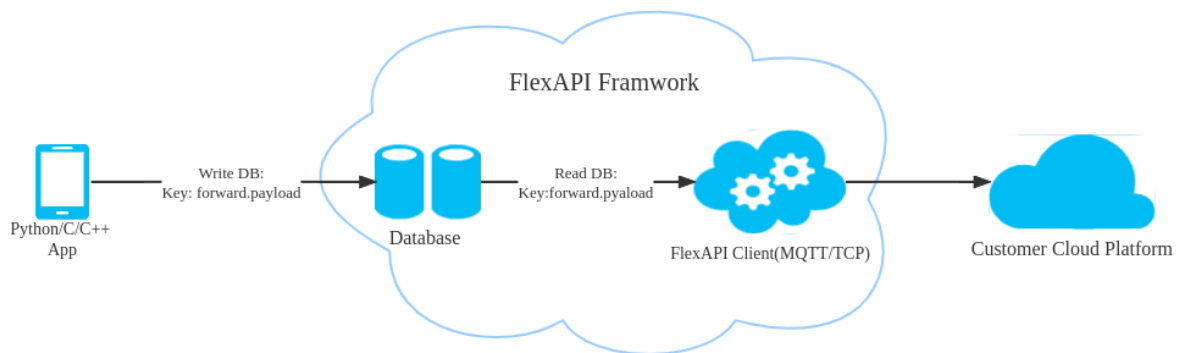 FlexAPI Framwork
Write DB:
Key: forward.payload
Read DB:
Key:forward.pyaload
Python/C/C++
App
Database
FlexAPI Client(MQTT/TCP)
Customer Cloud Platform